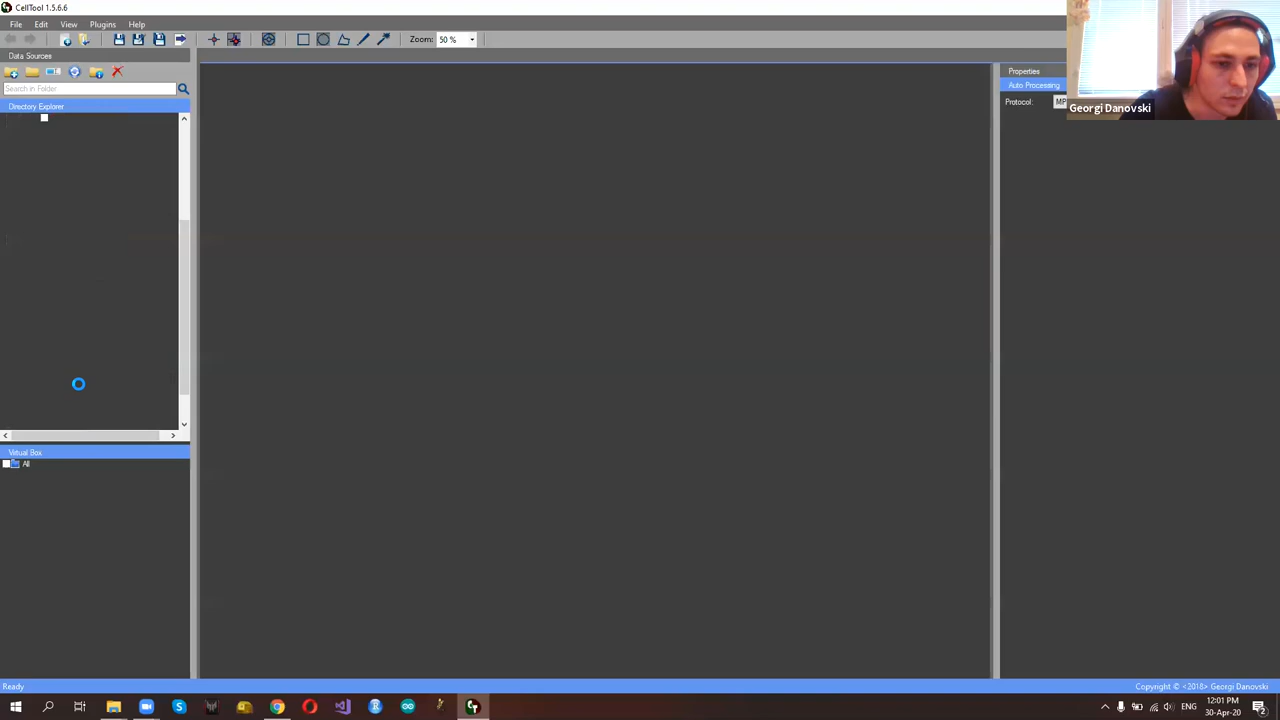 CellTool 1.5.6.6
File Edit View Plugins Help
Zoom: 50 %
Data Sources
Search in Folder
Directory Explorer
Virtual Box
All
Properties
Auto Processing
Protocol:
Georgi Danovski
Ready
Copyright © <2018> Georgi Danovski
12:01 PM
30-Apr-20
2